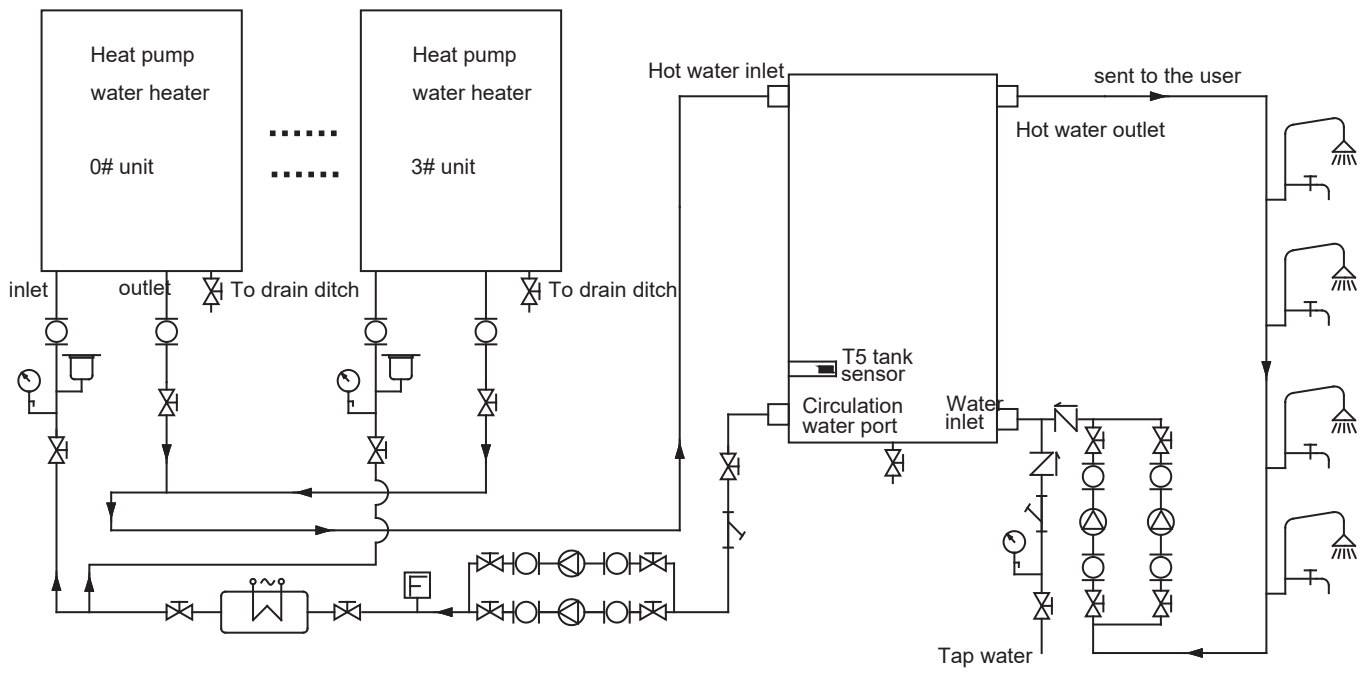 Heat pump
water heater
0# unit
Heat pump
water heater
3# unit
inlet
outlet
To drain ditch
To drain ditch
Hot water inlet
sent to the user
Hot water outlet
T5 tank
sensor
Circulation
water port
Water
inlet
F
Tap water